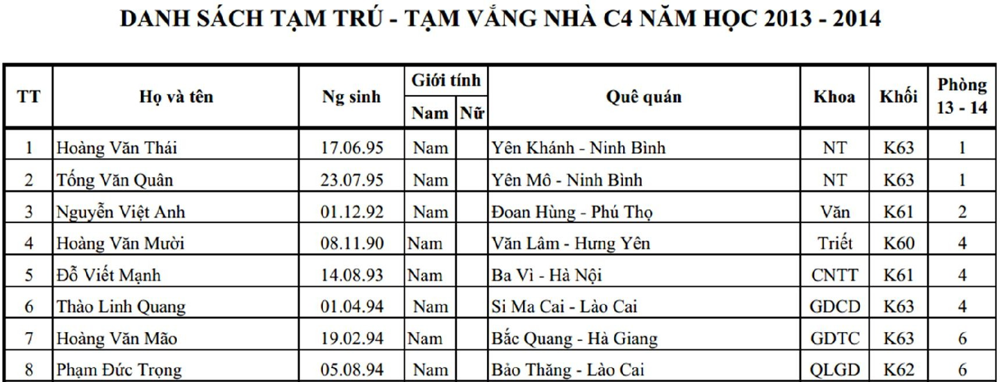 DANH SÁCH TẠM TRÚ - TẠM VẮNG NHÀ C4 NĂM HỌC 2013 - 2014
TT Họ và tên Ng sinh Giới tính Quê quán Khoa Khối Phòng 13 - 14
Nam Nữ
1 Hoàng Văn Thái 17.06.95 Nam Yên Khánh - Ninh Bình NT K63 1
2 Tống Văn Quân 23.07.95 Nam Yên Mô - Ninh Bình NT K63 1
3 Nguyễn Việt Anh 01.12.92 Nam Đoan Hùng - Phú Thọ Văn K61 2
4 Hoàng Văn Mười 08.11.90 Nam Văn Lâm - Hưng Yên Triết K60 4
5 Đỗ Viết Mạnh 14.08.93 Nam Ba Vì - Hà Nội CNTT K61 4
6 Thào Linh Quang 01.04.94 Nam Si Ma Cai - Lào Cai GDCD K63 4
7 Hoàng Văn Mão 19.02.94 Nam Bắc Quang - Hà Giang GDTC K63 6
8 Phạm Đức Trọng 05.08.94 Nam Bảo Thăng - Lào Cai QLGD K62 6